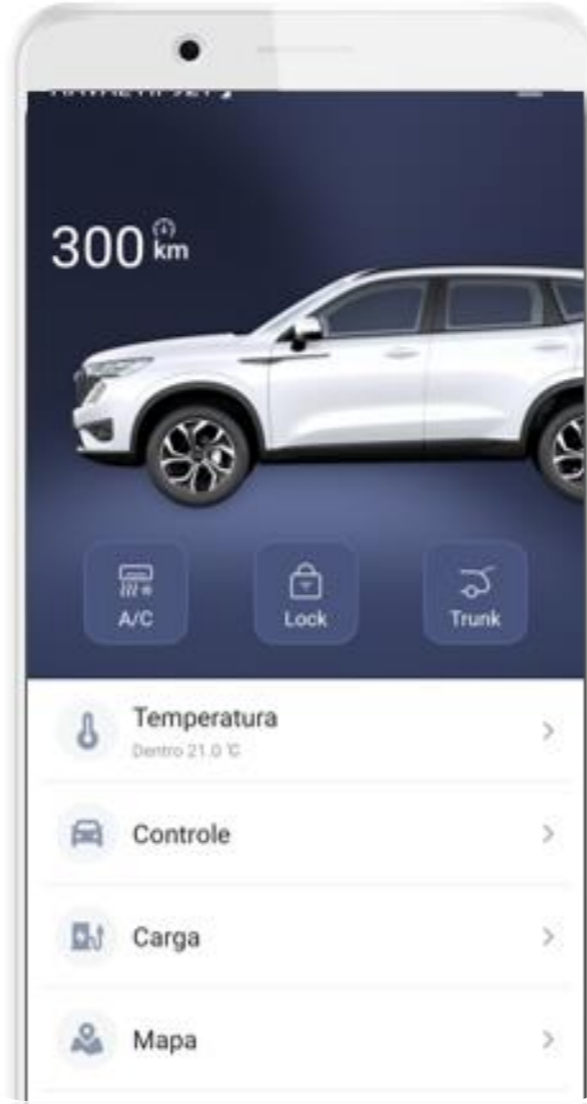 300 km
A/C
Lock
Trunk
Temperatura
Dentro 21.0 °C
Controle
Carga
Mapa